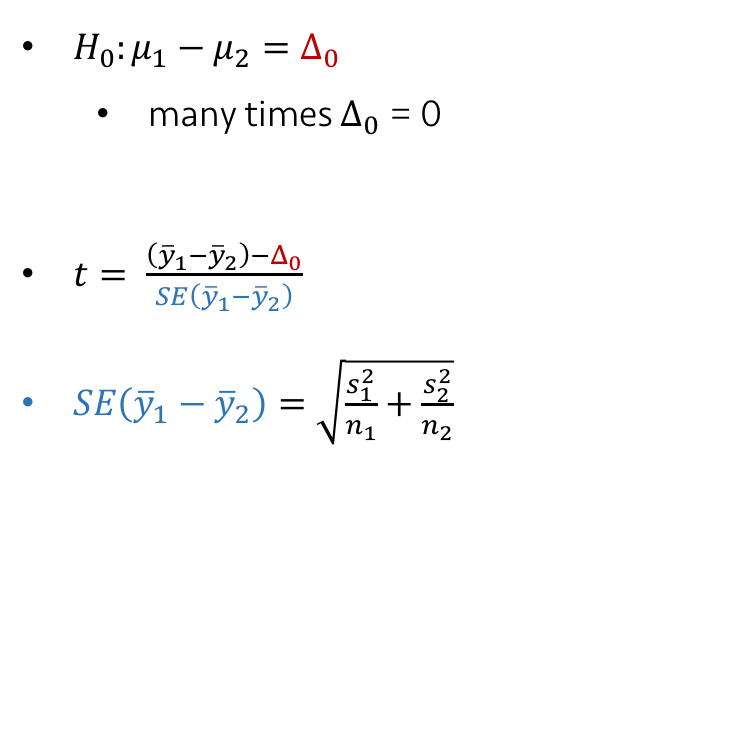 • H₀: μ₁ − μ₂ = Δ₀
• many times Δ₀ = 0
• t = (ȳ₁−ȳ₂)−Δ₀ / SE(ȳ₁−ȳ₂)
• SE(ȳ₁ − ȳ₂) = √(s₁²/n₁ + s₂²/n₂)